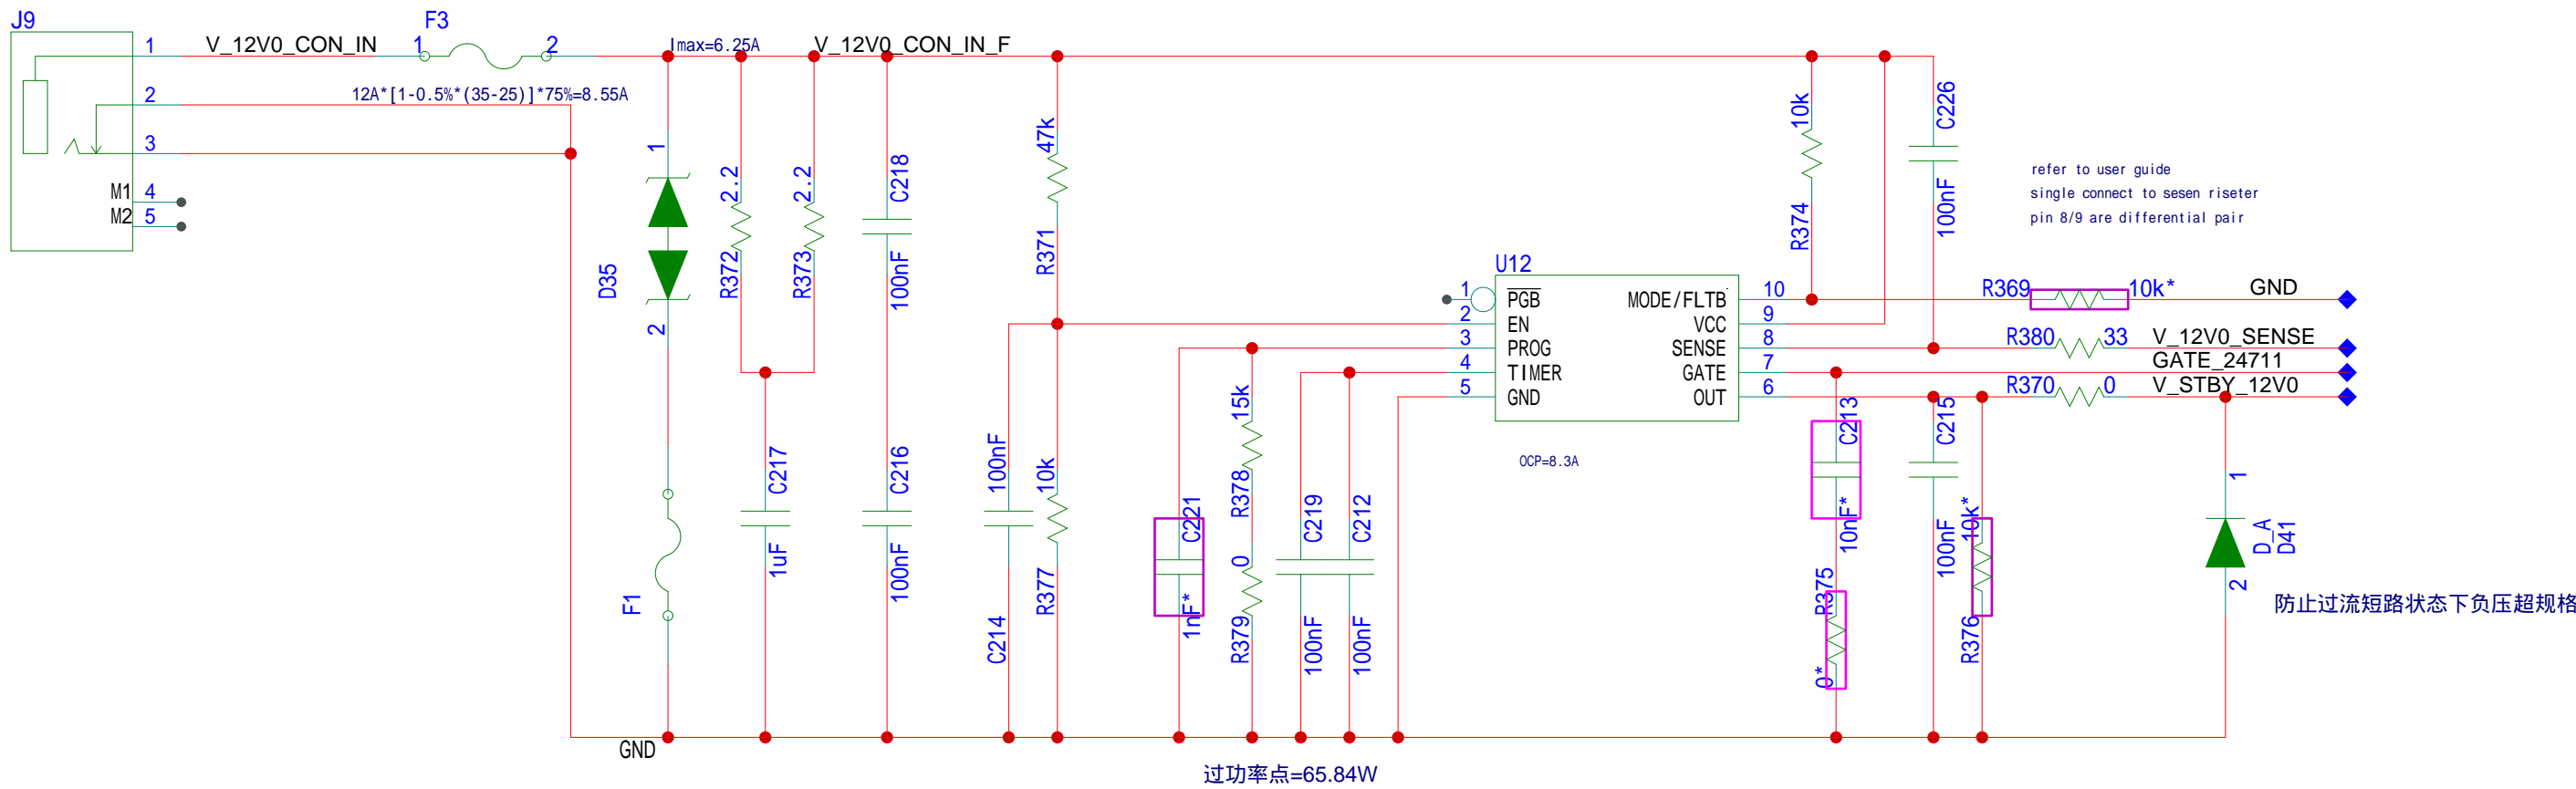 J9
F3
1
V_12V0_CON_IN
1
2
Imax=6.25A
V_12V0_CON_IN_F
2
12A*[1-0.5%*(35-25)]*75%=8.55A
3
M1
4
M2
5
1
D35
2
F1
2.2
R372
2.2
R373
C217
1uF
C218
100nF
C216
100nF
47k
R371
100nF
C214
10k
R377
C221
1nF*
15k
R378
0
R379
C219
100nF
C212
100nF
U12
1
PGB
2
EN
3
PROG
4
TIMER
5
GND
MODE/FLTB
10
VCC
9
SENSE
8
GATE
7
OUT
6
OCP=8.3A
10k
R374
C226
100nF
refer to user guide
single connect to sesen riseter
pin 8/9 are differential pair
R369
10k*
GND
R380
33
V_12V0_SENSE
GATE_24711
R370
0
V_STBY_12V0
C213
10nF*
R375
0*
C215
100nF
10k*
R376
1
D_A
D41
2
防止过流短路状态下负压超规格
GND
过功率点=65.84W